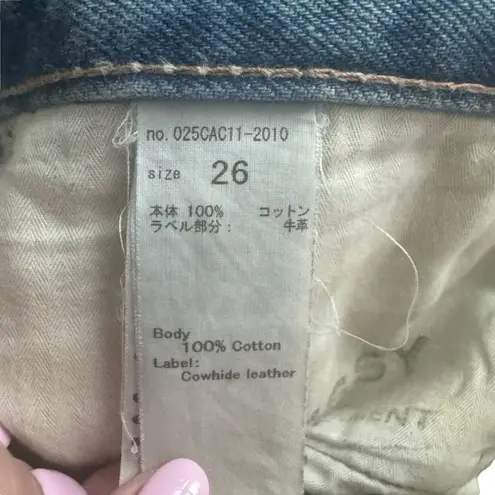 no. 025CAC11-2010
size 26
本体 100% コットン
ラベル部分: 牛革
Body
100% Cotton
Label:
Cowhide leather